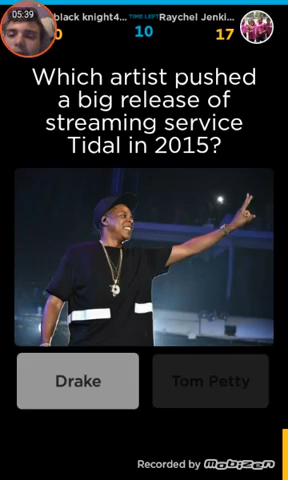 05:39
black knight4...
TIME LEFT
Raychel Jenki...
0
10
17
Which artist pushed
a big release of
streaming service
Tidal in 2015?
Drake
Tom Petty
Recorded by mobizen